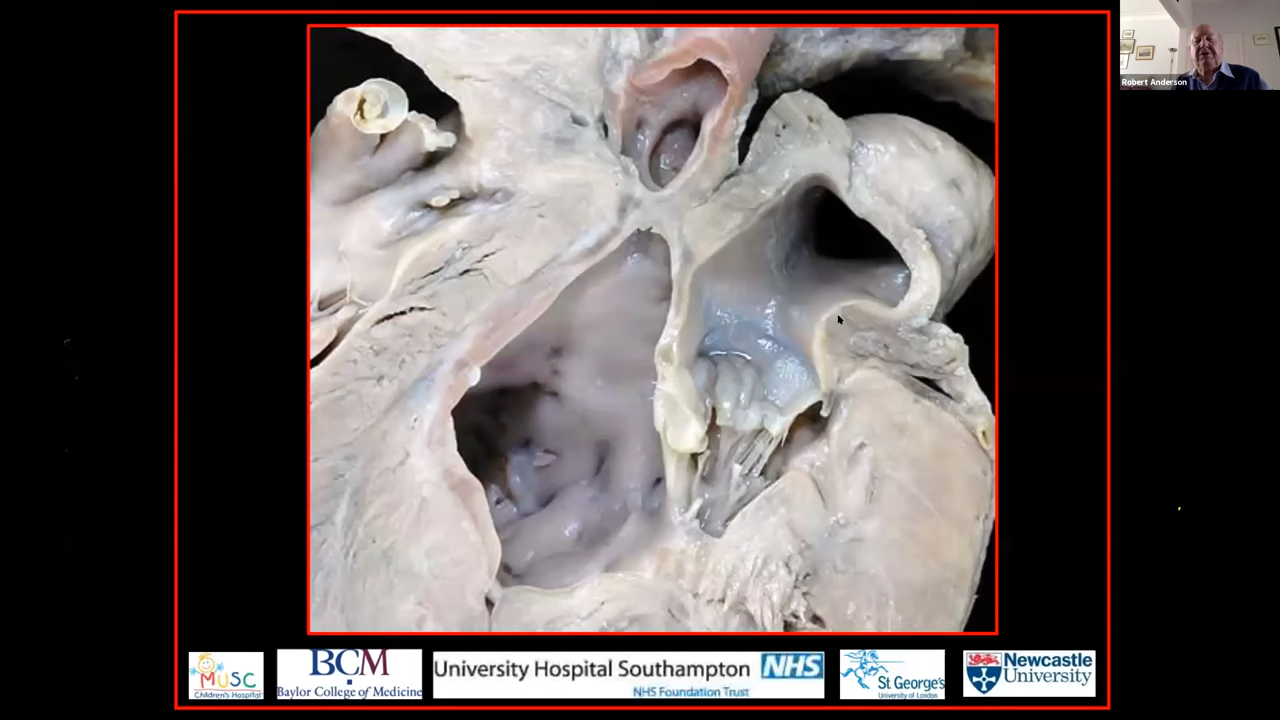 Robert Anderson
MUSC
Children's Hospital
BCM
Baylor College of Medicine
University Hospital Southampton NHS
NHS Foundation Trust
St George's
University of London
Newcastle
University